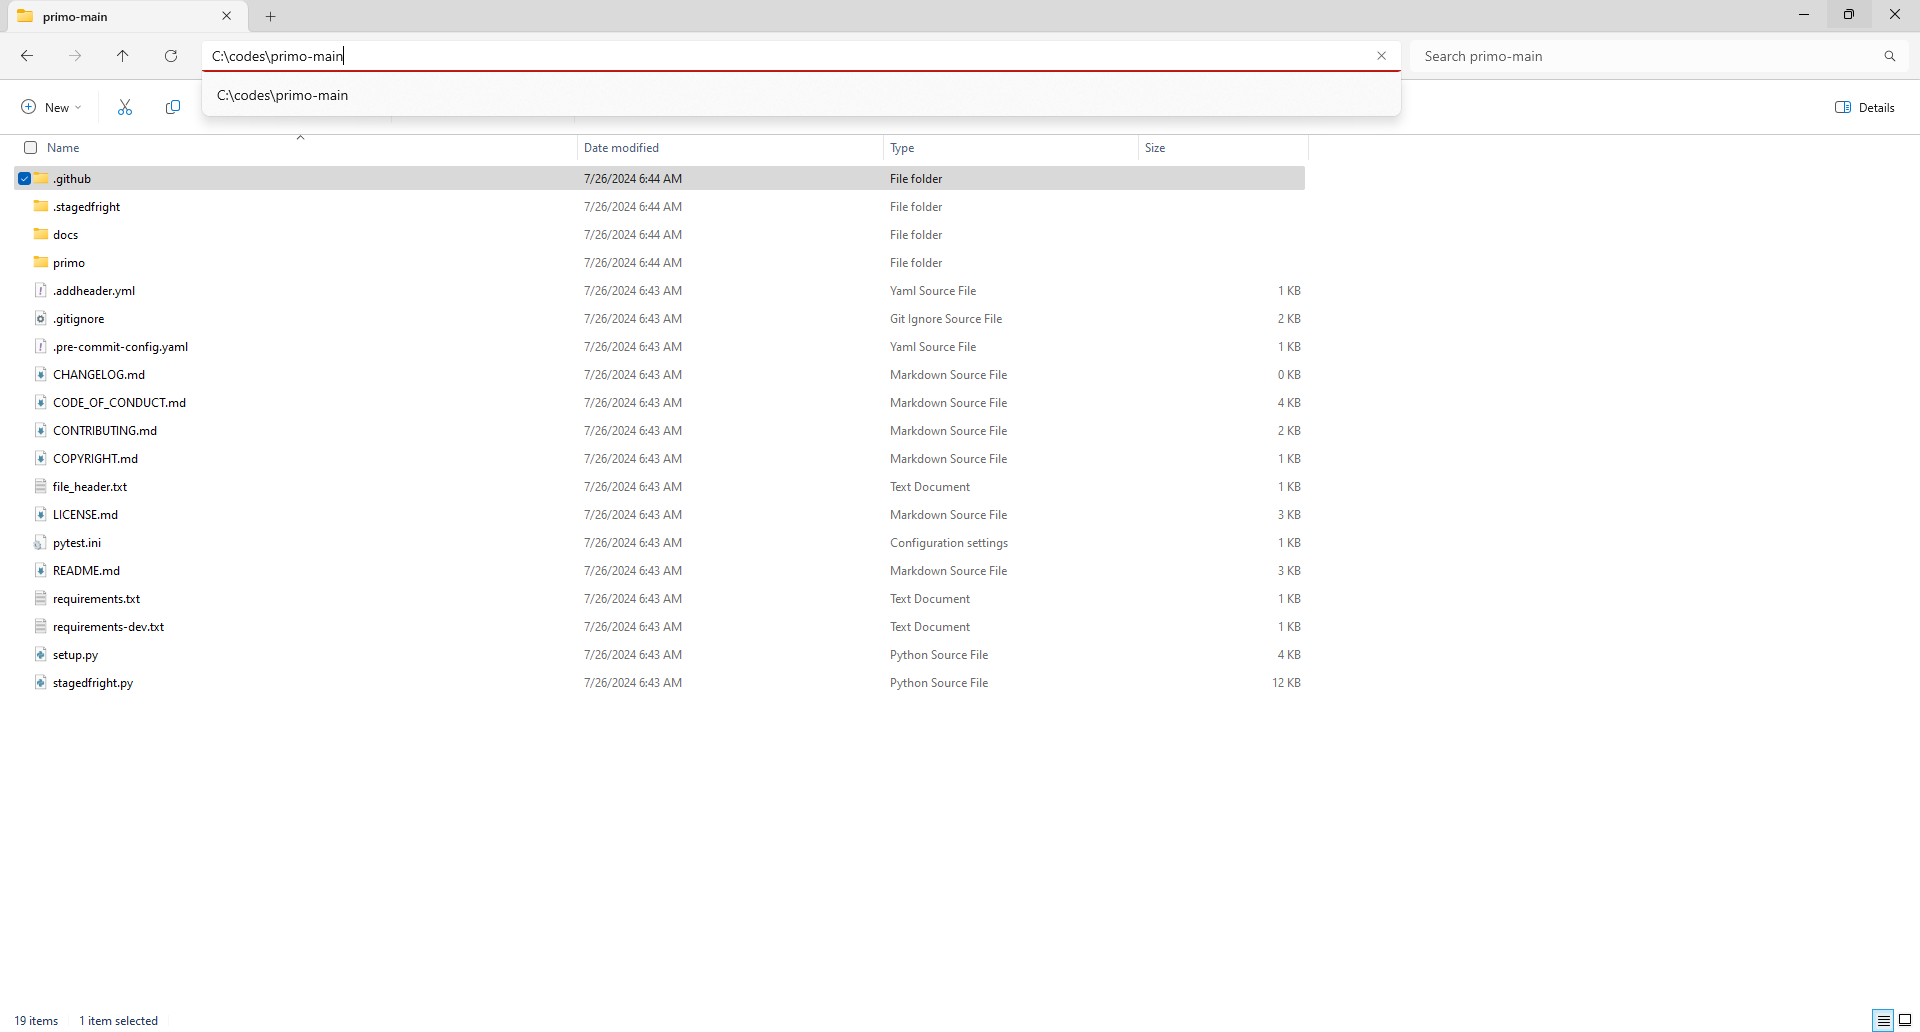 primo-main
C:\codes\primo-main
Search primo-main
C:\codes\primo-main
New
Details
Name Date modified Type Size
.github 7/26/2024 6:44 AM File folder
.stagedfright 7/26/2024 6:44 AM File folder
docs 7/26/2024 6:44 AM File folder
primo 7/26/2024 6:44 AM File folder
.addheader.yml 7/26/2024 6:43 AM Yaml Source File 1 KB
.gitignore 7/26/2024 6:43 AM Git Ignore Source File 2 KB
.pre-commit-config.yaml 7/26/2024 6:43 AM Yaml Source File 1 KB
CHANGELOG.md 7/26/2024 6:43 AM Markdown Source File 0 KB
CODE_OF_CONDUCT.md 7/26/2024 6:43 AM Markdown Source File 4 KB
CONTRIBUTING.md 7/26/2024 6:43 AM Markdown Source File 2 KB
COPYRIGHT.md 7/26/2024 6:43 AM Markdown Source File 1 KB
file_header.txt 7/26/2024 6:43 AM Text Document 1 KB
LICENSE.md 7/26/2024 6:43 AM Markdown Source File 3 KB
pytest.ini 7/26/2024 6:43 AM Configuration settings 1 KB
README.md 7/26/2024 6:43 AM Markdown Source File 3 KB
requirements.txt 7/26/2024 6:43 AM Text Document 1 KB
requirements-dev.txt 7/26/2024 6:43 AM Text Document 1 KB
setup.py 7/26/2024 6:43 AM Python Source File 4 KB
stagedfright.py 7/26/2024 6:43 AM Python Source File 12 KB
19 items 1 item selected